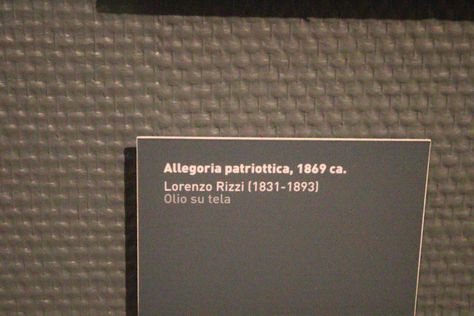 Allegoria patriottica, 1869 ca.
Lorenzo Rizzi (1831-1893)
Olio su tela